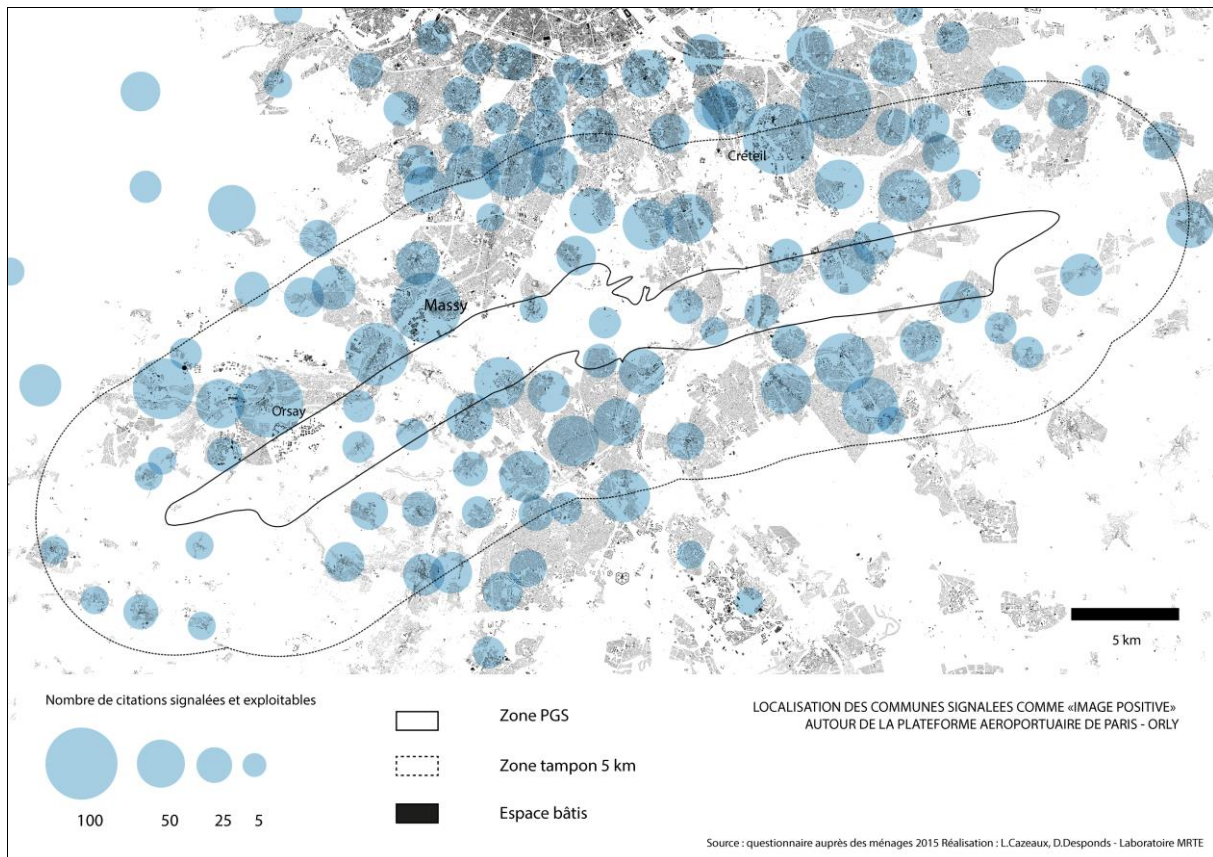 Créteil
Massy
Orsay
5 km
Nombre de citations signalées et exploitables
100 50 25 5
Zone PGS
Zone tampon 5 km
Espace bâtis
LOCALISATION DES COMMUNES SIGNALEES COMME «IMAGE POSITIVE»
AUTOUR DE LA PLATEFORME AEROPORTUAIRE DE PARIS - ORLY
Source : questionnaire auprès des ménages 2015 Réalisation : L.Cazeaux, D.Desponds - Laboratoire MRTE